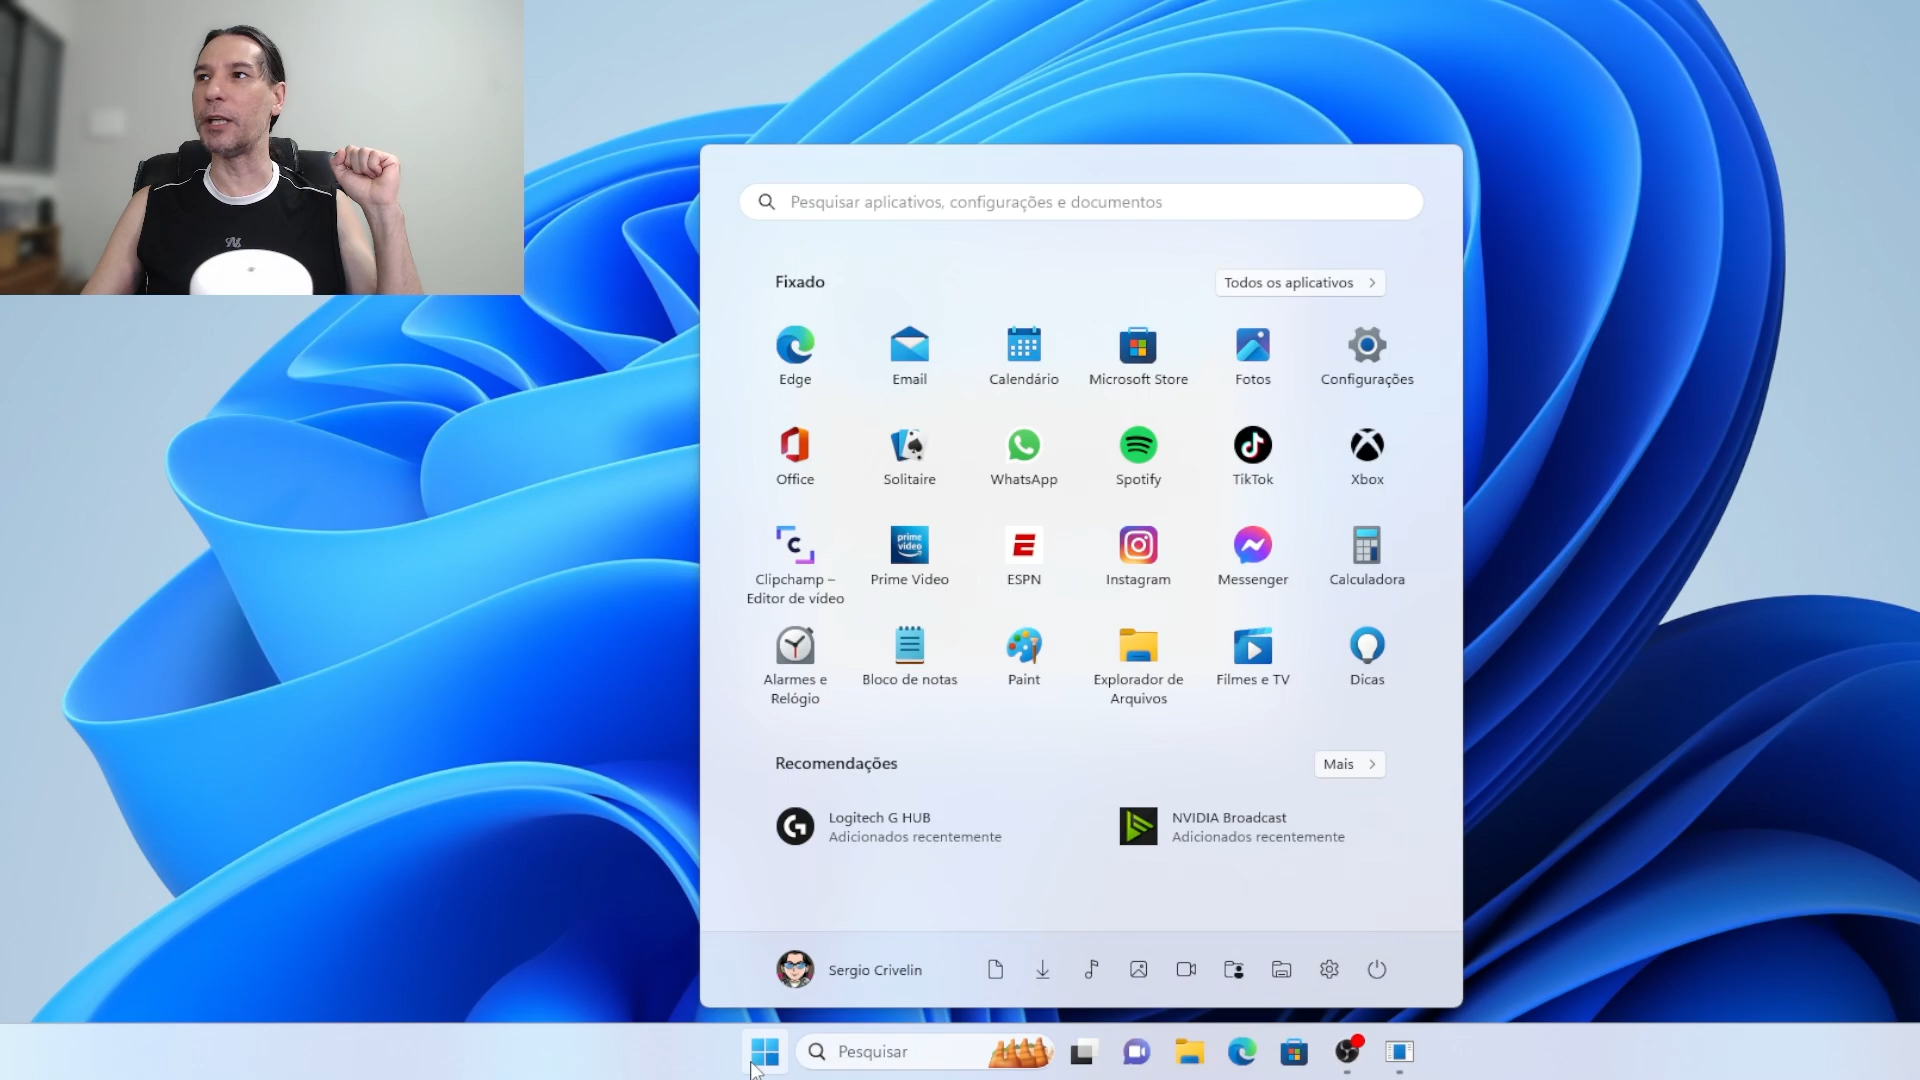 Pesquisar aplicativos, configurações e documentos
Fixado
Todos os aplicativos
Edge
Email
Calendário
Microsoft Store
Fotos
Configurações
Office
Solitaire
WhatsApp
Spotify
TikTok
Xbox
Clipchamp –
Editor de vídeo
prime
video
Prime Video
ESPN
Instagram
Messenger
Calculadora
Alarmes e
Relógio
Bloco de notas
Paint
Explorador de
Arquivos
Filmes e TV
Dicas
Recomendações
Mais
Logitech G HUB
Adicionados recentemente
NVIDIA Broadcast
Adicionados recentemente
Sergio Crivelin
Pesquisar